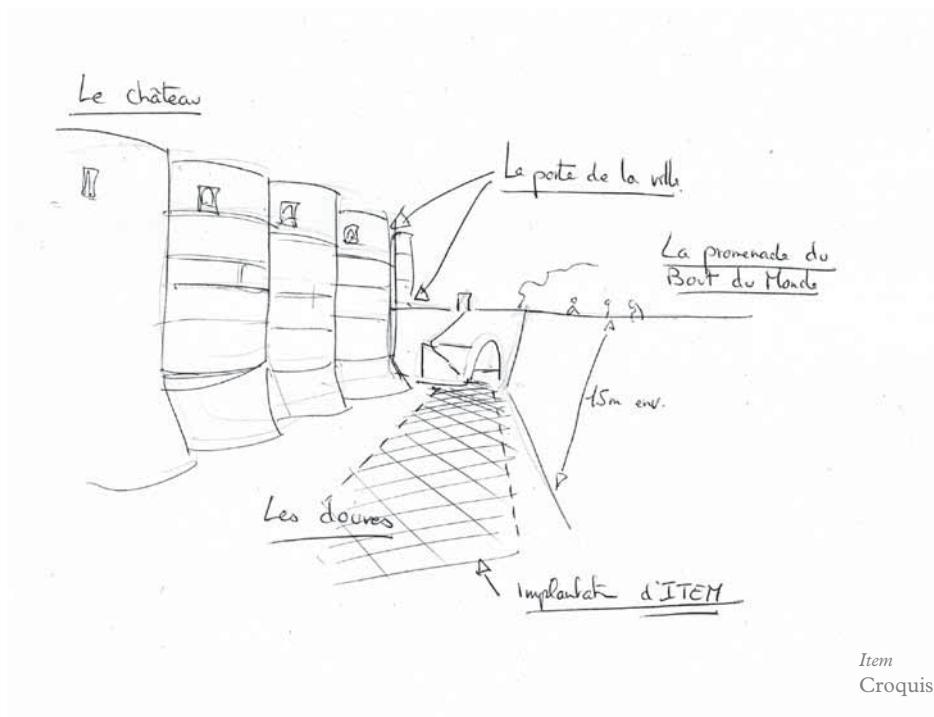 Le château
La porte de la ville
La promenade du
Bout du Monde
15m env.
Les douves
Implantat° d'ITEM
Item
Croquis